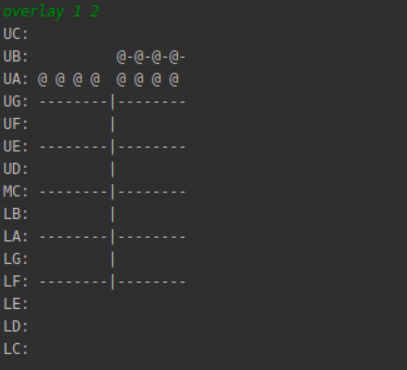 overlay 1 2
UC:
UB:          @-@-@-@-
UA: @ @ @ @  @ @ @ @
UG: --------|--------
UF:         |
UE: --------|--------
UD:         |
MC: --------|--------
LB:         |
LA: --------|--------
LG:         |
LF: --------|--------
LE:
LD:
LC: